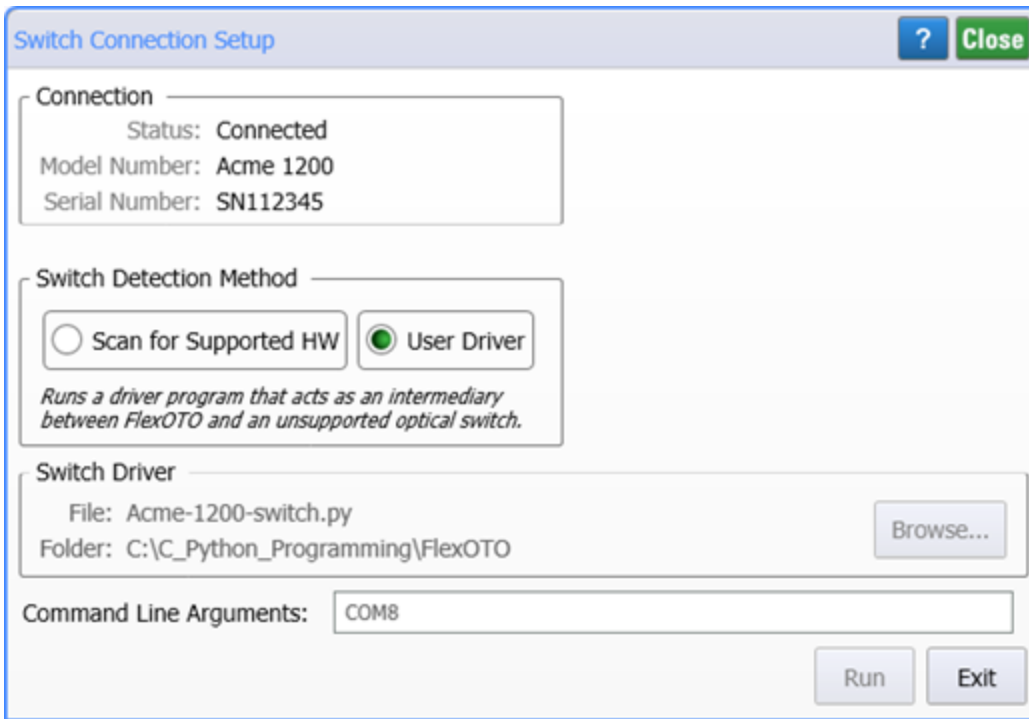 Switch Connection Setup ? Close
Connection
Status: Connected
Model Number: Acme 1200
Serial Number: SN112345
Switch Detection Method
Scan for Supported HW User Driver
Runs a driver program that acts as an intermediary
between FlexOTO and an unsupported optical switch.
Switch Driver
File: Acme-1200-switch.py
Folder: C:\C_Python_Programming\FlexOTO
Browse...
Command Line Arguments: COM8
Run Exit